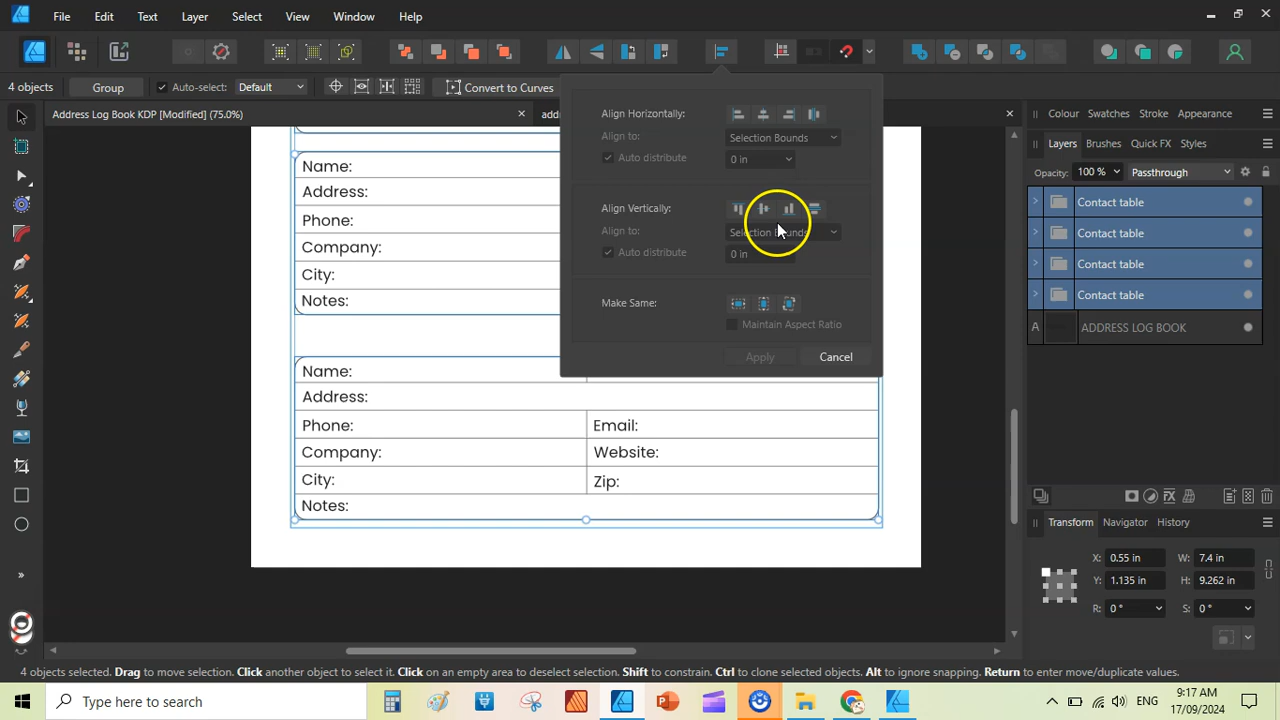 File Edit Text Layer Select View Window Help
4 objects Group Auto-select: Default Convert to Curves
Address Log Book KDP [Modified] (75.0%)
Name:
Address:
Phone:
Company:
City:
Notes:
Name:
Address:
Phone: Email:
Company: Website:
City: Zip:
Notes:
Align Horizontally:
Align to: Selection Bounds
Auto distribute 0 in
Align Vertically:
Align to: Selection Bounds
Auto distribute 0 in
Make Same:
Maintain Aspect Ratio
Apply Cancel
Colour Swatches Stroke Appearance
Layers Brushes Quick FX Styles
Opacity: 100 % Passthrough
Contact table
Contact table
Contact table
Contact table
A ADDRESS LOG BOOK
Transform Navigator History
X: 0.55 in W: 7.4 in
Y: 1.135 in H: 9.262 in
R: 0 ° S: 0 °
4 objects selected. Drag to move selection. Click another object to select it. Click on an empty area to deselect selection. Shift to constrain. Ctrl to clone selected objects. Alt to ignore snapping. Return to enter move/duplicate values.
Type here to search
ENG
9:17 AM
17/09/2024